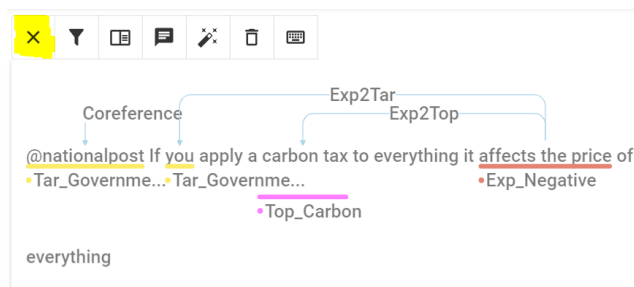 Exp2Tar
Coreference Exp2Top
@nationalpost If you apply a carbon tax to everything it affects the price of
•Tar_Governme... •Tar_Governme... •Exp_Negative
•Top_Carbon
everything